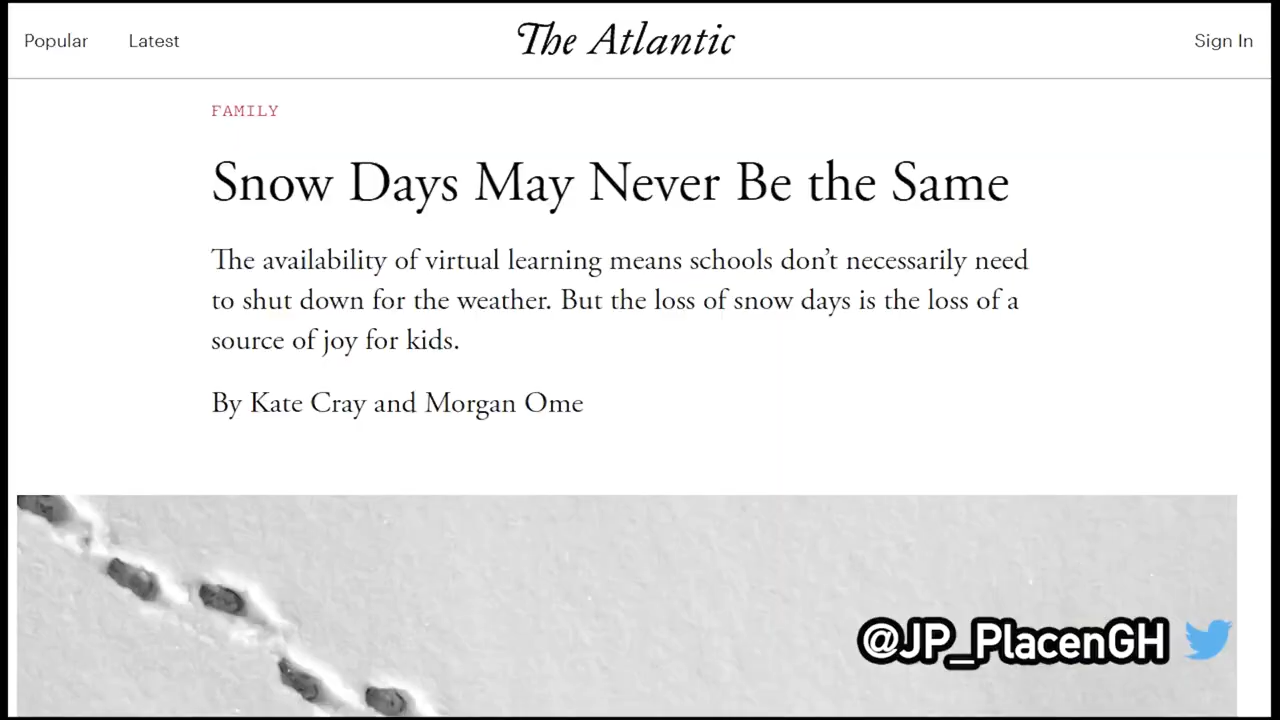 Popular Latest The Atlantic Sign In
FAMILY
Snow Days May Never Be the Same
The availability of virtual learning means schools don’t necessarily need
to shut down for the weather. But the loss of snow days is the loss of a
source of joy for kids.
By Kate Cray and Morgan Ome
@JP_PlacenGH